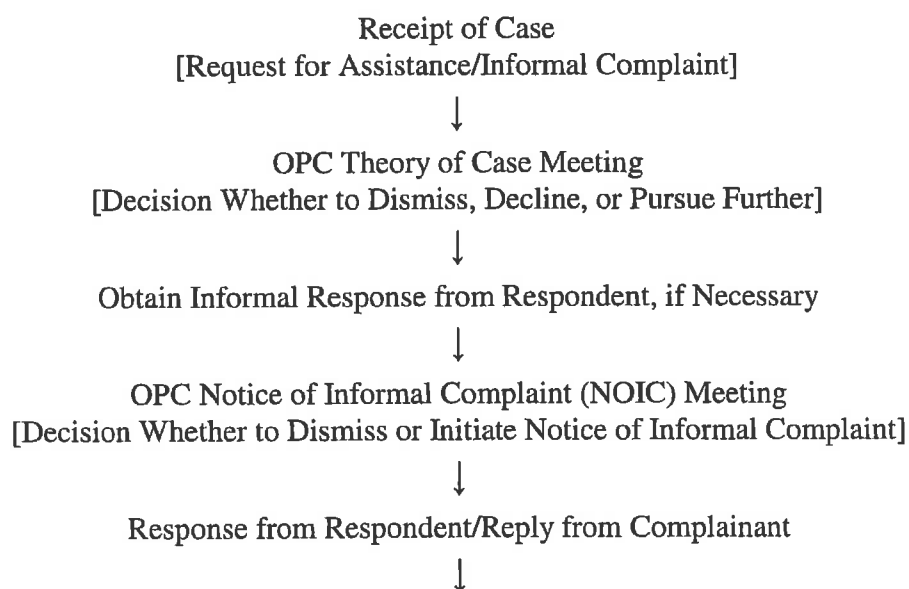 Receipt of Case
[Request for Assistance/Informal Complaint]
↓
OPC Theory of Case Meeting
[Decision Whether to Dismiss, Decline, or Pursue Further]
↓
Obtain Informal Response from Respondent, if Necessary
↓
OPC Notice of Informal Complaint (NOIC) Meeting
[Decision Whether to Dismiss or Initiate Notice of Informal Complaint]
↓
Response from Respondent/Reply from Complainant
↓